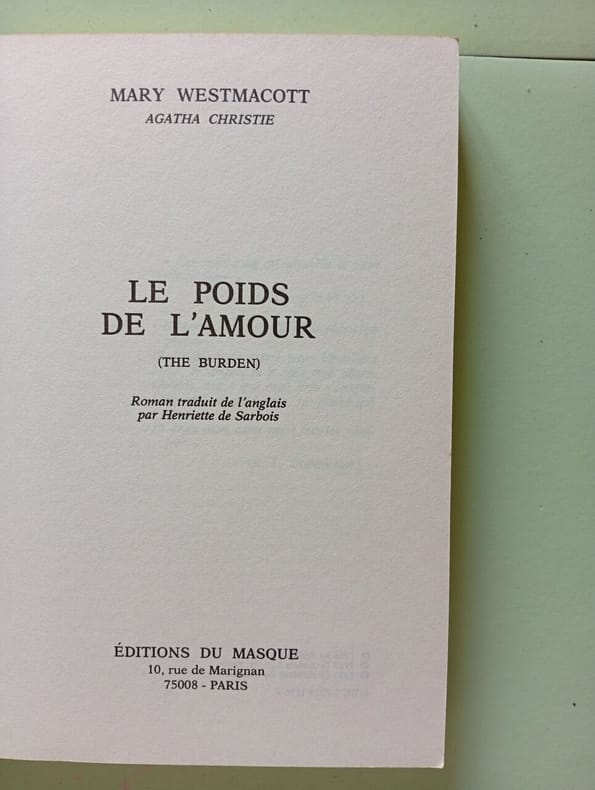 MARY WESTMACOTT
AGATHA CHRISTIE
LE POIDS
DE L'AMOUR
(THE BURDEN)
Roman traduit de l'anglais
par Henriette de Sarbois
ÉDITIONS DU MASQUE
10, rue de Marignan
75008 - PARIS